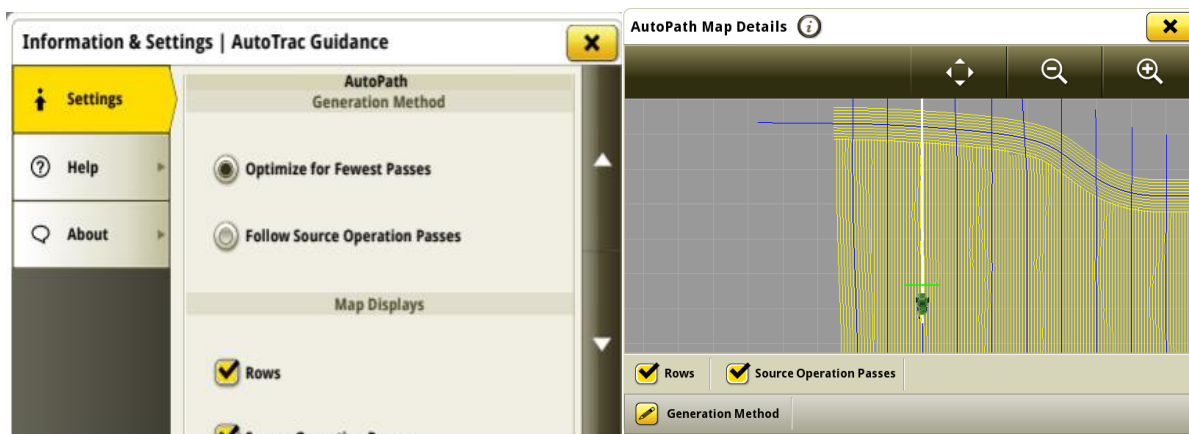 Information & Settings | AutoTrac Guidance
Settings
Help
About
AutoPath
Generation Method
Optimize for Fewest Passes
Follow Source Operation Passes
Map Displays
Rows
AutoPath Map Details
Rows
Source Operation Passes
Generation Method